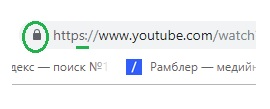 https://www.youtube.com/watch
декс — поиск №1
Рамблер — медийн